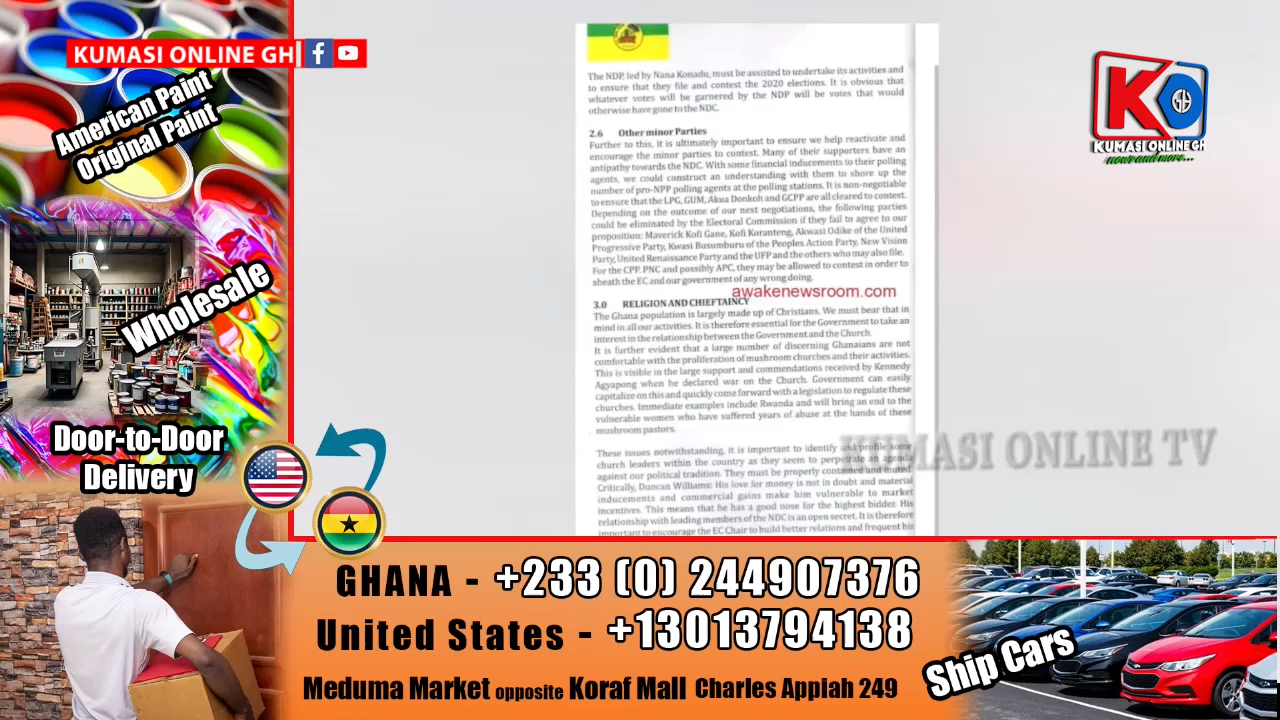 KUMASI ONLINE GH
American Paint
Original Paint
Wholesale
Door-to-Door
Delivery
The NDP, led by Nana Konadu, must be assisted to undertake its activities and
to ensure that they file and contest the 2020 elections. It is obvious that
whatever votes will be garnered by the NDP will be votes that would
otherwise have gone to the NDC.
2.6 Other minor Parties
Further to this, it is ultimately important to ensure we help reactivate and
encourage the minor parties to contest. Many of their supporters have an
antipathy towards the NDC. With some financial inducements to their polling
agents, we could construct an understanding with them to shore up the
number of pro-NPP polling agents at the polling stations. It is non-negotiable
to ensure that the LPG, GUM, Akua Donkoh and GCPP are all cleared to contest.
Depending on the outcome of our next negotiations, the following parties
could be eliminated by the Electoral Commission if they fail to agree to our
proposition: Maverick Kofi Gane, Kofi Koranteng, Akwasi Odike of the United
Progressive Party, Kwasi Busumburu of the Peoples Action Party, New Vision
Party, United Renaissance Party and the UFP and the others who may also file.
For the CPP, PNC and possibly APC, they may be allowed to contest in order to
sheath the EC and our government of any wrong doing.
awakenewsroom.com
3.0 RELIGION AND CHIEFTAINCY
The Ghana population is largely made up of Christians. We must bear that in
mind in all our activities. It is therefore essential for the Government to take an
interest in the relationship between the Government and the Church.
It is further evident that a large number of discerning Ghanaians are not
comfortable with the proliferation of mushroom churches and their activities.
This is visible in the large support and commendations received by Kennedy
Agyapong when he declared war on the Church. Government can easily
capitalize on this and quickly come forward with a legislation to regulate these
churches. Immediate examples include Rwanda and will bring an end to the
vulnerable women who have suffered years of abuse at the hands of these
mushroom pastors.
These issues notwithstanding, it is important to identify and profile some
church leaders within the country as they seem to perpetrate an agenda
against our political tradition. They must be properly contained and muted.
Critically, Duncan Williams: His love for money is not in doubt and material
inducements and commercial gains make him vulnerable to market
incentives. This means that he has a good nose for the highest bidder. His
relationship with leading members of the NDC is an open secret. It is therefore
important to encourage the EC Chair to build better relations and frequent his
KUMASI ONLINE TV
KO
KUMASI ONLINE GH
news and more...
GHANA - +233 (0) 244907376
United States - +13013794138
Meduma Market opposite Koraf Mall Charles Appiah 249
Ship Cars